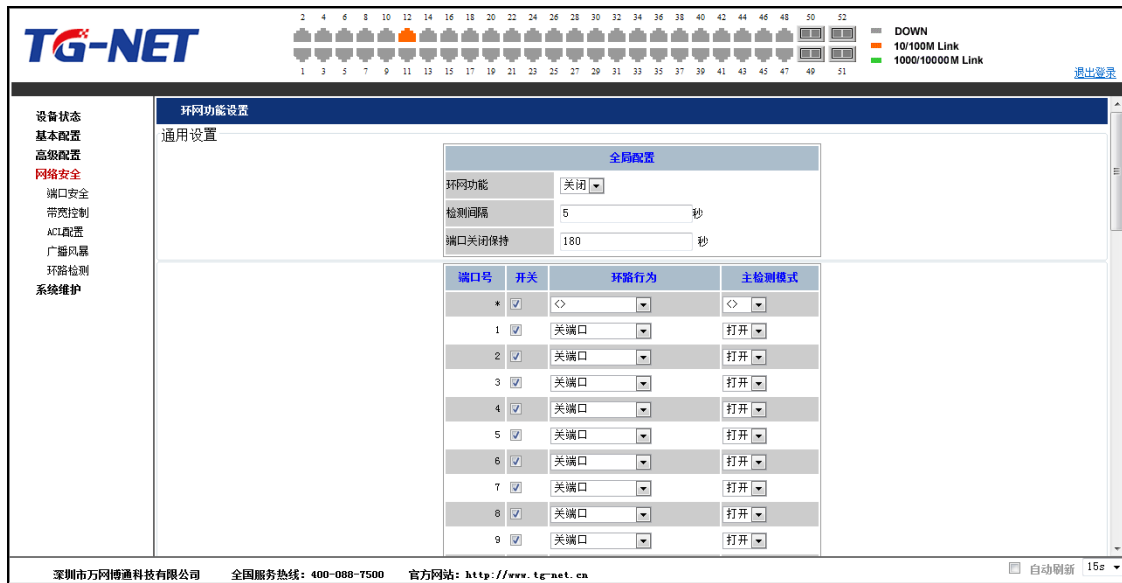 TG-NET
2 4 6 8 10 12 14 16 18 20 22 24 26 28 30 32 34 36 38 40 42 44 46 48 50 52
1 3 5 7 9 11 13 15 17 19 21 23 25 27 29 31 33 35 37 39 41 43 45 47 49 51
DOWN
10/100M Link
1000/10000M Link
退出登录
设备状态
基本配置
高级配置
网络安全
端口安全
带宽控制
ACL配置
广播风暴
环路检测
系统维护
环网功能设置
通用设置
全局配置
环网功能 关闭
检测间隔 5 秒
端口关闭保持 180 秒
端口号 开关 环路行为 主检测模式
* <> <>
1 关端口 打开
2 关端口 打开
3 关端口 打开
4 关端口 打开
5 关端口 打开
6 关端口 打开
7 关端口 打开
8 关端口 打开
9 关端口 打开
深圳市万网博通科技有限公司 全国服务热线：400-088-7500 官方网站：http://www.tg-net.cn
自动刷新 15s